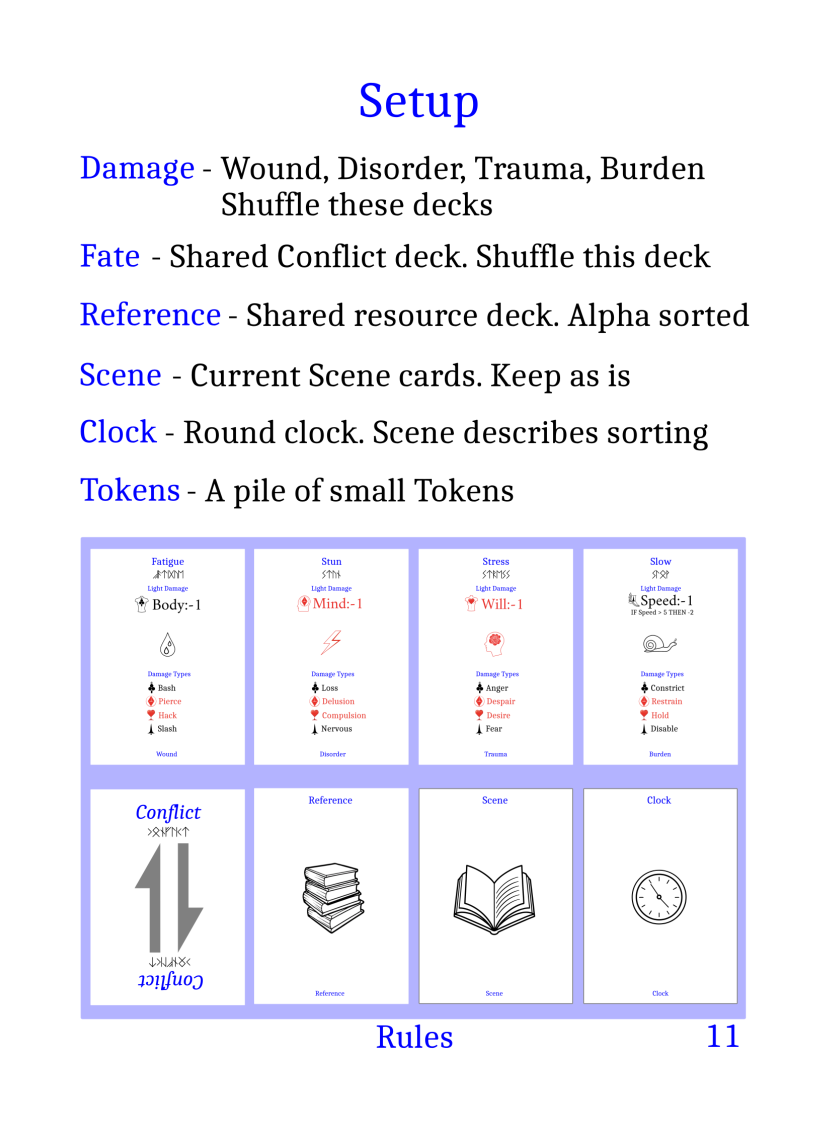 Setup
Damage - Wound, Disorder, Trauma, Burden
Shuffle these decks
Fate - Shared Conflict deck. Shuffle this deck
Reference - Shared resource deck. Alpha sorted
Scene - Current Scene cards. Keep as is
Clock - Round clock. Scene describes sorting
Tokens - A pile of small Tokens
Fatigue
Light Damage
Body:-1
Damage Types
Bash
Pierce
Hack
Slash
Wound
Stun
Light Damage
Mind:-1
Damage Types
Loss
Delusion
Compulsion
Nervous
Disorder
Stress
Light Damage
Will:-1
Damage Types
Anger
Despair
Desire
Fear
Trauma
Slow
Light Damage
Speed:-1
IF Speed > 5 THEN -2
Damage Types
Constrict
Restrain
Hold
Disable
Burden
Conflict
Conflict
Reference
Reference
Scene
Scene
Clock
Clock
Rules 11